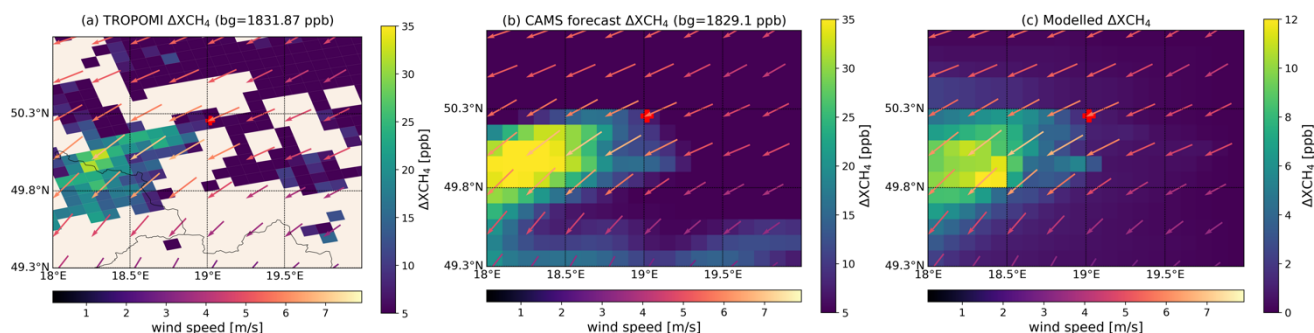 (a) TROPOMI ΔXCH₄ (bg=1831.87 ppb)
50.3°N
49.8°N
49.3°N
18°E
18.5°
19°
19.5°
35
30
25
20
15
10
5
ΔXCH₄ [ppb]
1 2 3 4 5 6 7
wind speed [m/s]
(b) CAMS forecast ΔXCH₄ (bg=1829.1 ppb)
50.3°N
49.8°N
49.3°N
18°E
18.5°
19°
19.5°
35
30
25
20
15
10
5
ΔXCH₄ [ppb]
1 2 3 4 5 6 7
wind speed [m/s]
(c) Modelled ΔXCH₄
50.3°N
49.8°N
49.3°N
18°E
18.5°
19°
19.5°
12
10
8
6
4
2
0
ΔXCH₄ [ppb]
1 2 3 4 5 6 7
wind speed [m/s]